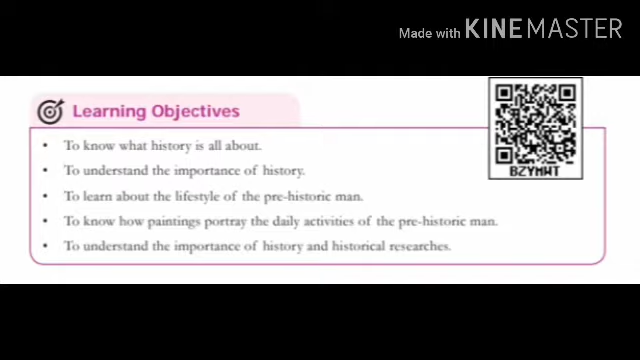 Made with KINEMASTER
Learning Objectives
• To know what history is all about.
• To understand the importance of history.
• To learn about the lifestyle of the pre-historic man.
• To know how paintings portray the daily activities of the pre-historic man.
• To understand the importance of history and historical researches.
BZYMWT